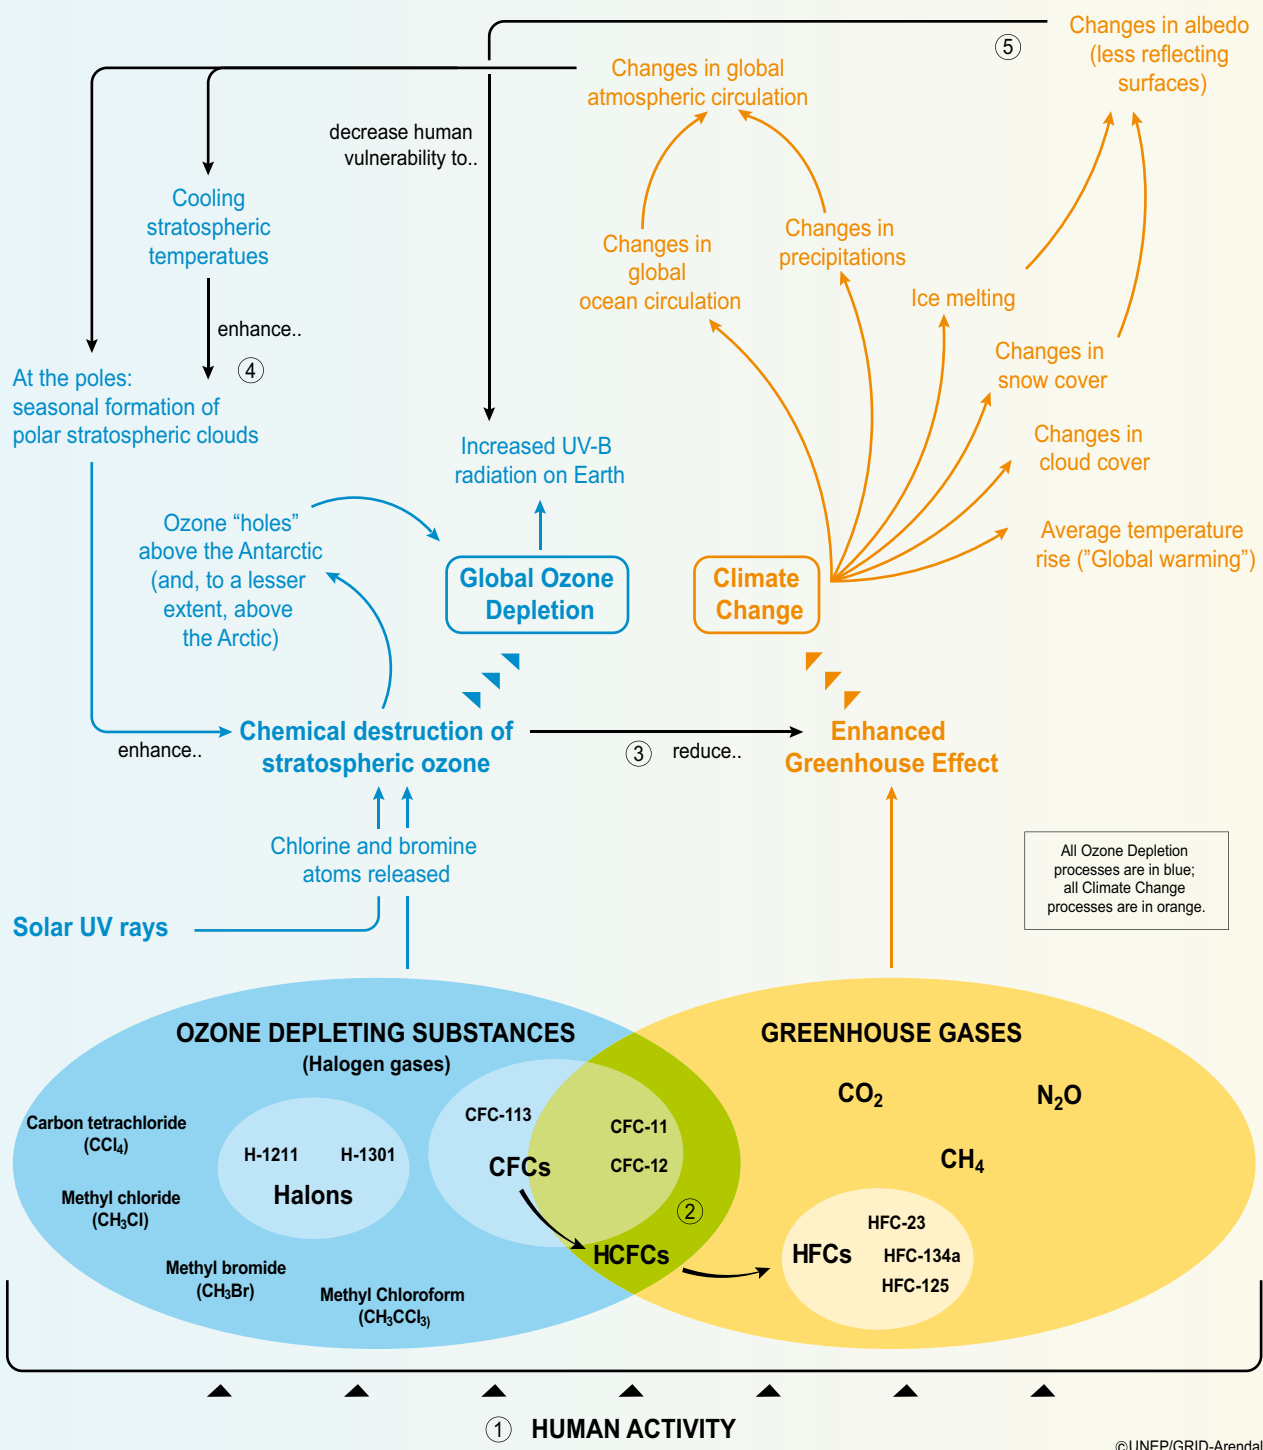 Changes in albedo
(less reflecting
surfaces)
5
Changes in global
atmospheric circulation
decrease human
vulnerability to..
Cooling
stratospheric
temperatues
Changes in
global
ocean circulation
Changes in
precipitations
Ice melting
enhance..
4
Changes in
snow cover
At the poles:
seasonal formation of
polar stratospheric clouds
Increased UV-B
radiation on Earth
Changes in
cloud cover
Ozone “holes”
above the Antarctic
(and, to a lesser
extent, above
the Arctic)
Average temperature
rise (”Global warming”)
Global Ozone
Depletion
Climate
Change
enhance..
Chemical destruction of
stratospheric ozone
3
reduce..
Enhanced
Greenhouse Effect
Chlorine and bromine
atoms released
All Ozone Depletion
processes are in blue;
all Climate Change
processes are in orange.
Solar UV rays
OZONE DEPLETING SUBSTANCES
(Halogen gases)
GREENHOUSE GASES
Carbon tetrachloride
(CCl₄)
H-1211
H-1301
Halons
CFC-113
CFCs
CFC-11
CFC-12
CO₂
N₂O
CH₄
Methyl chloride
(CH₃Cl)
2
HCFCs
HFC-23
HFCs
HFC-134a
HFC-125
Methyl bromide
(CH₃Br)
Methyl Chloroform
(CH₃CCl₃)
1
HUMAN ACTIVITY
©UNEP/GRID-Arendal